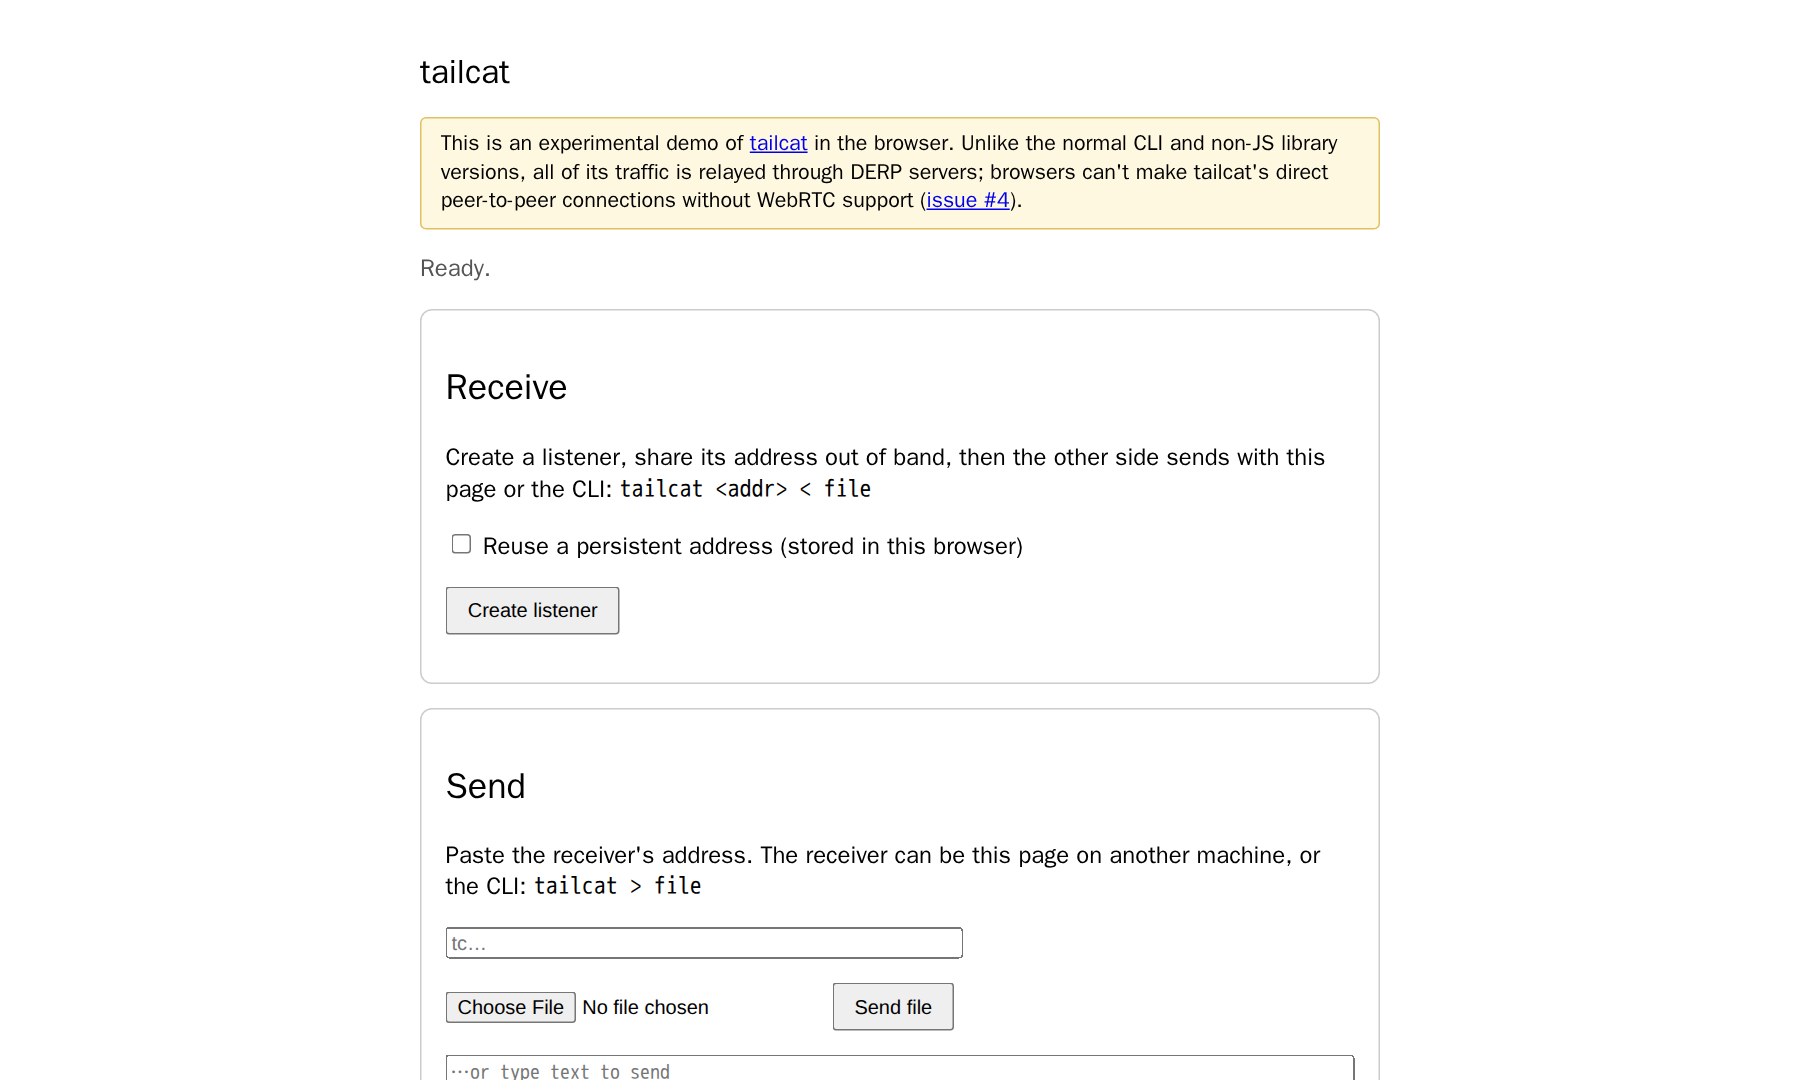 tailcat
This is an experimental demo of tailcat in the browser. Unlike the normal CLI and non-JS library
versions, all of its traffic is relayed through DERP servers; browsers can't make tailcat's direct
peer-to-peer connections without WebRTC support (issue #4).
Ready.
Receive
Create a listener, share its address out of band, then the other side sends with this
page or the CLI: tailcat <addr> < file
Reuse a persistent address (stored in this browser)
Create listener
Send
Paste the receiver's address. The receiver can be this page on another machine, or
the CLI: tailcat > file
tc…
Choose File No file chosen Send file
…or type text to send